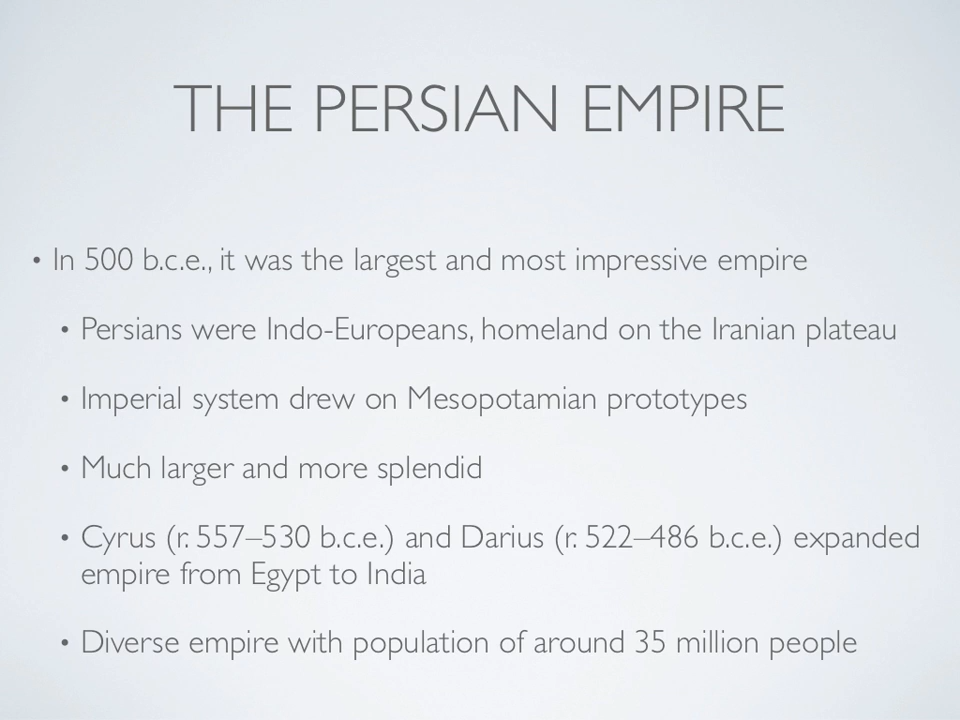 THE PERSIAN EMPIRE
• In 500 b.c.e., it was the largest and most impressive empire
• Persians were Indo-Europeans, homeland on the Iranian plateau
• Imperial system drew on Mesopotamian prototypes
• Much larger and more splendid
• Cyrus (r. 557–530 b.c.e.) and Darius (r. 522–486 b.c.e.) expanded
empire from Egypt to India
• Diverse empire with population of around 35 million people